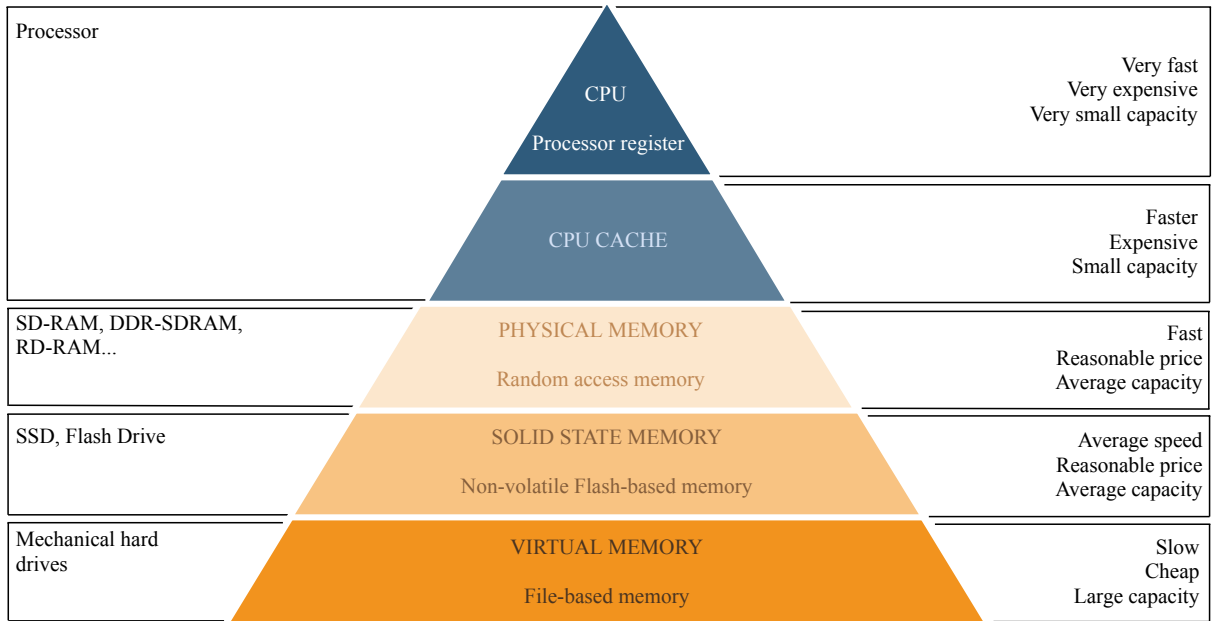 Processor
CPU
Processor register
Very fast
Very expensive
Very small capacity
CPU CACHE
Faster
Expensive
Small capacity
SD-RAM, DDR-SDRAM,
RD-RAM...
PHYSICAL MEMORY
Random access memory
Fast
Reasonable price
Average capacity
SSD, Flash Drive
SOLID STATE MEMORY
Non-volatile Flash-based memory
Average speed
Reasonable price
Average capacity
Mechanical hard
drives
VIRTUAL MEMORY
File-based memory
Slow
Cheap
Large capacity